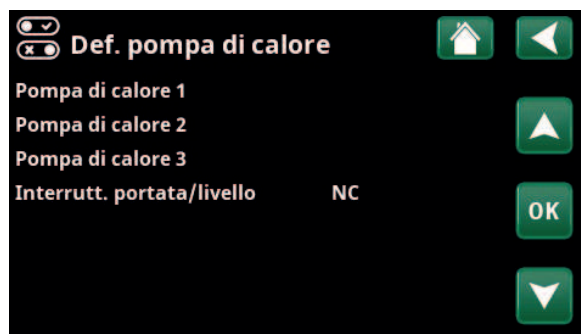 Def. pompa di calore
Pompa di calore 1
Pompa di calore 2
Pompa di calore 3
Interrutt. portata/livello NC
OK